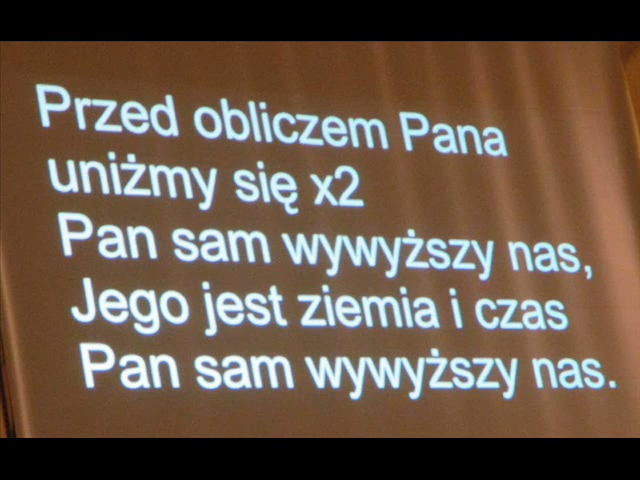 Przed obliczem Pana
uniżmy się x2
Pan sam wywyższy nas,
Jego jest ziemia i czas
Pan sam wywyższy nas.